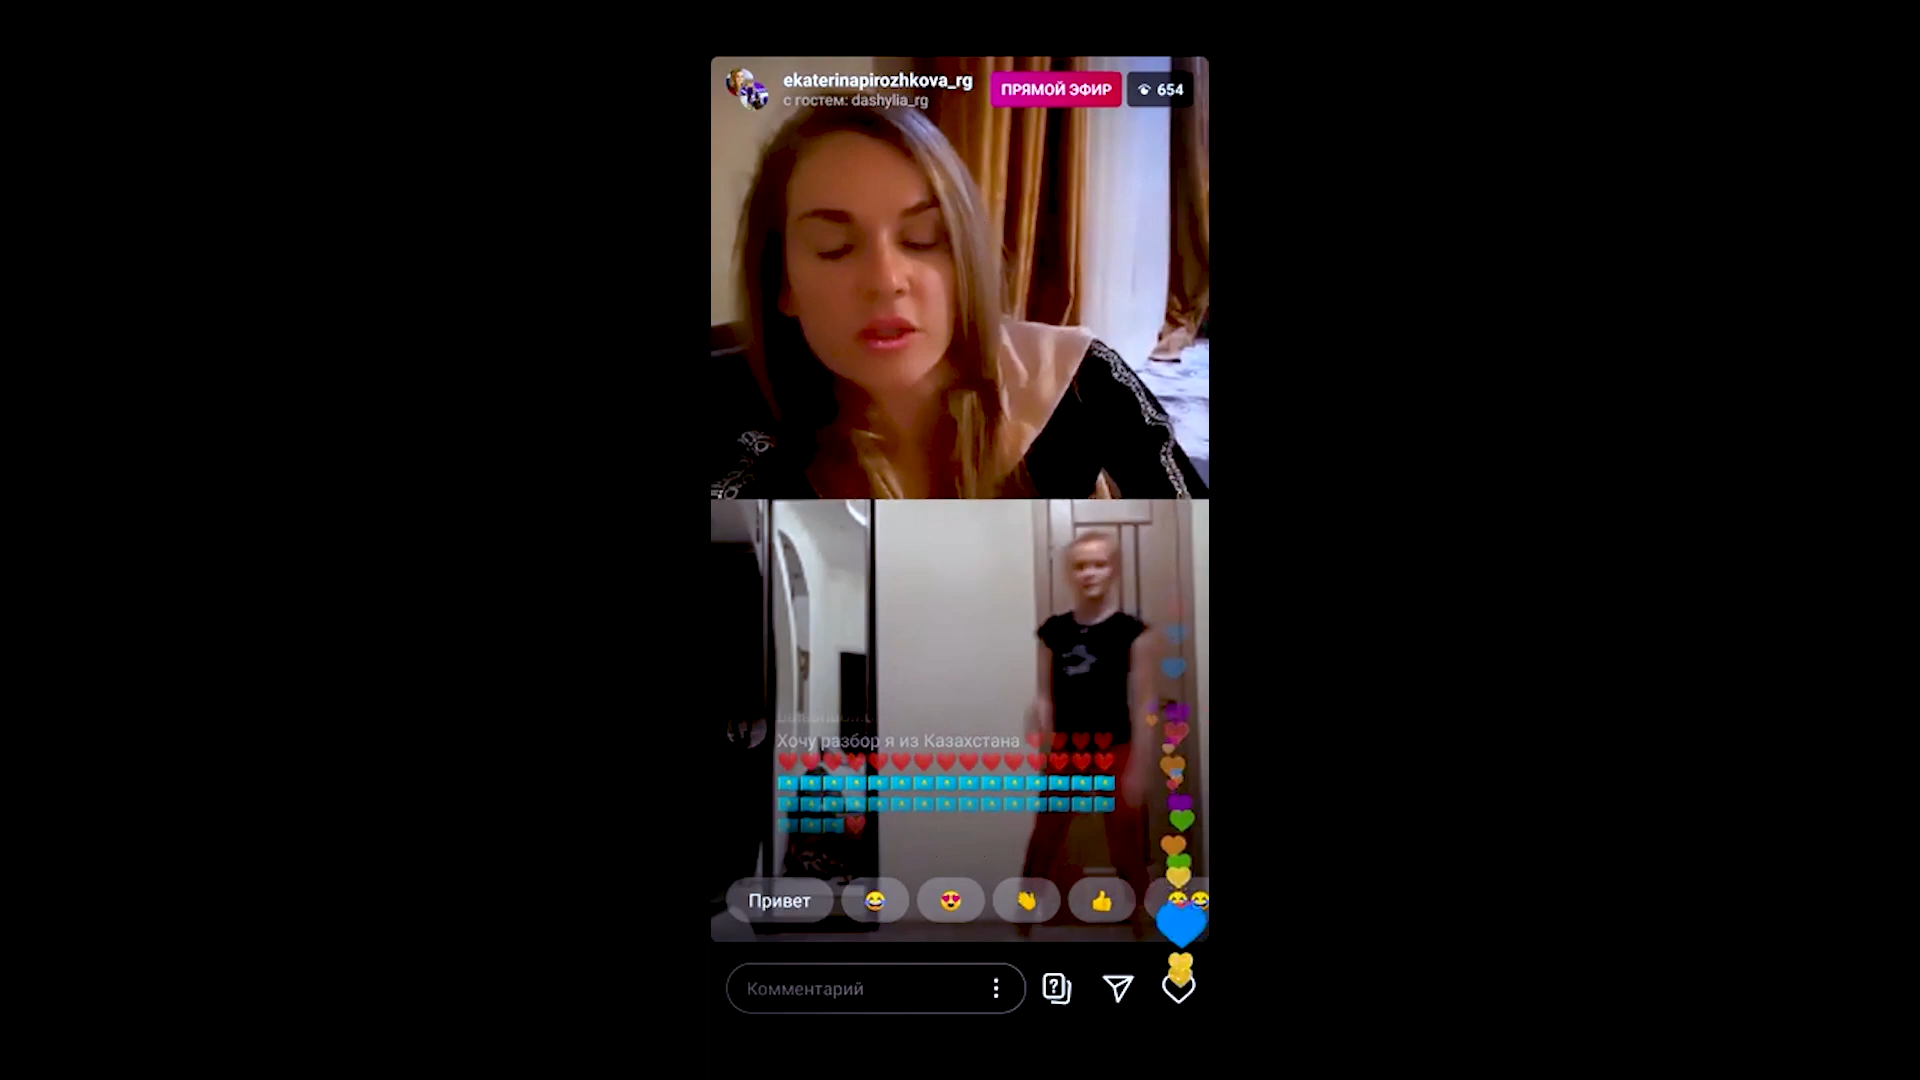 ekaterinapirozhkova_rg
с гостем: dashylia_rg
ПРЯМОЙ ЭФИР
654
Хочу разбор я из Казахстана
Привет
Комментарий